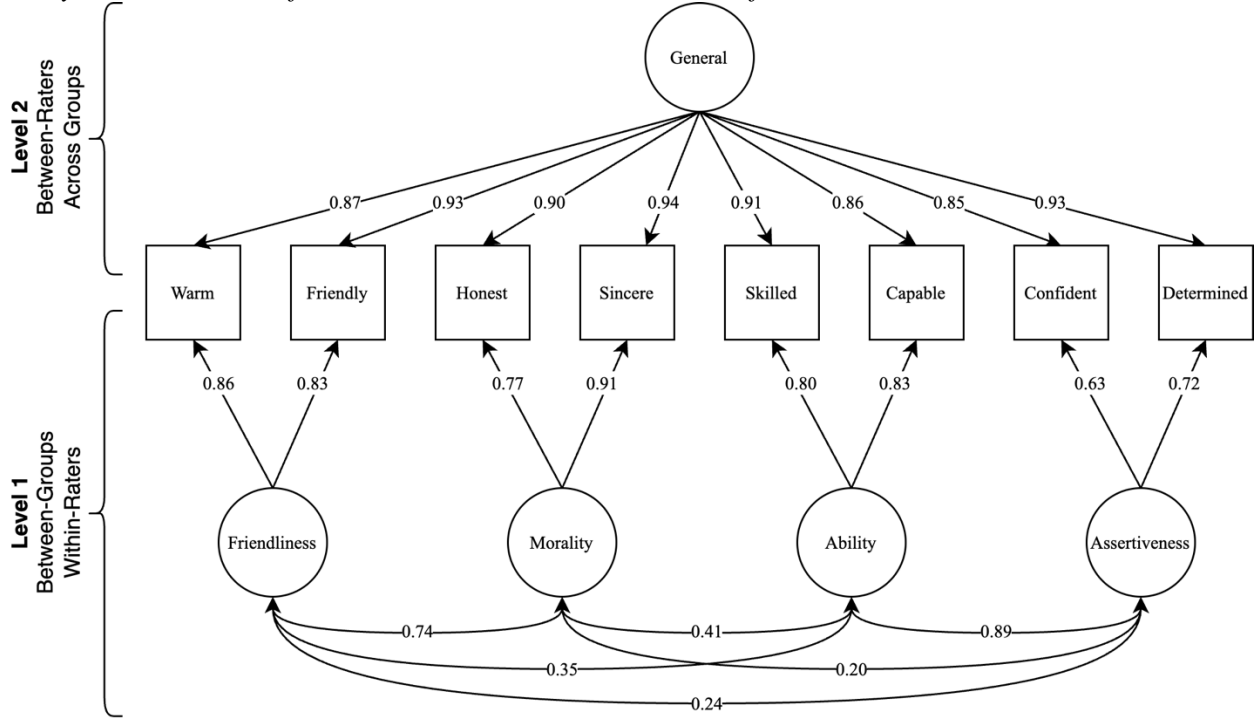 General
Level 2
Between-Raters
Across Groups
0.87 0.93 0.90 0.94 0.91 0.86 0.85 0.93
Warm Friendly Honest Sincere Skilled Capable Confident Determined
0.86 0.83 0.77 0.91 0.80 0.83 0.63 0.72
Level 1
Between-Groups
Within-Raters
Friendliness Morality Ability Assertiveness
0.74 0.41 0.89
0.35 0.20
0.24